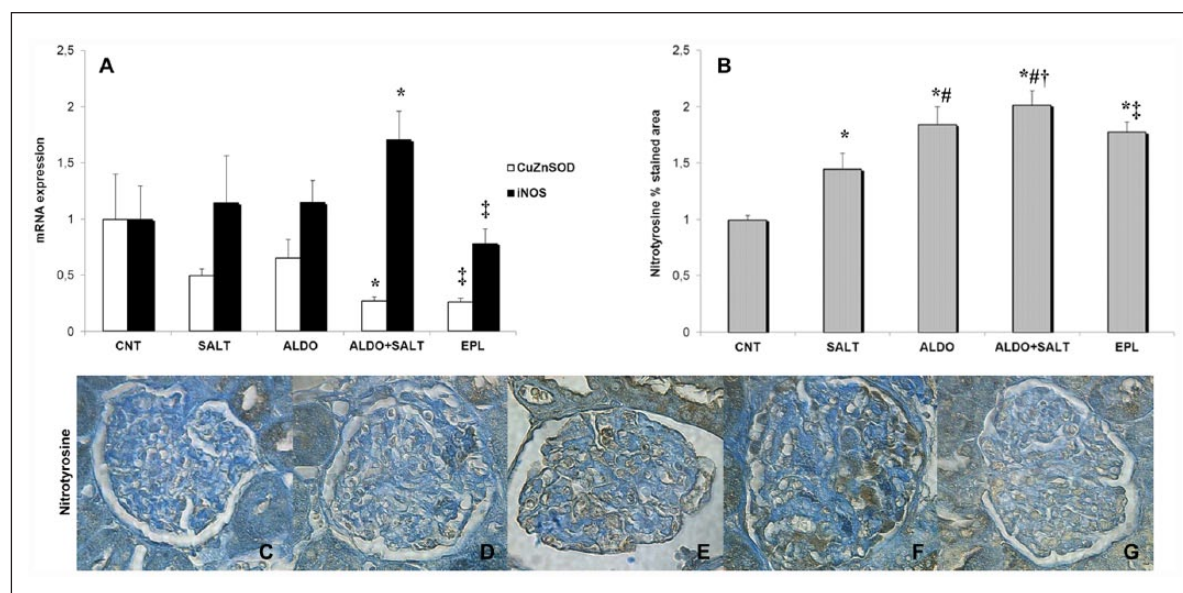 A
mRNA expression
2,5
2
1,5
1
0,5
0
*
*
‡
‡
CuZnSOD
iNOS
CNT SALT ALDO ALDO+SALT EPL
B
Nitrotyrosine % stained area
2,5
2
1,5
1
0,5
0
*
*#
*#†
*‡
CNT SALT ALDO ALDO+SALT EPL
Nitrotyrosine
C D E F G